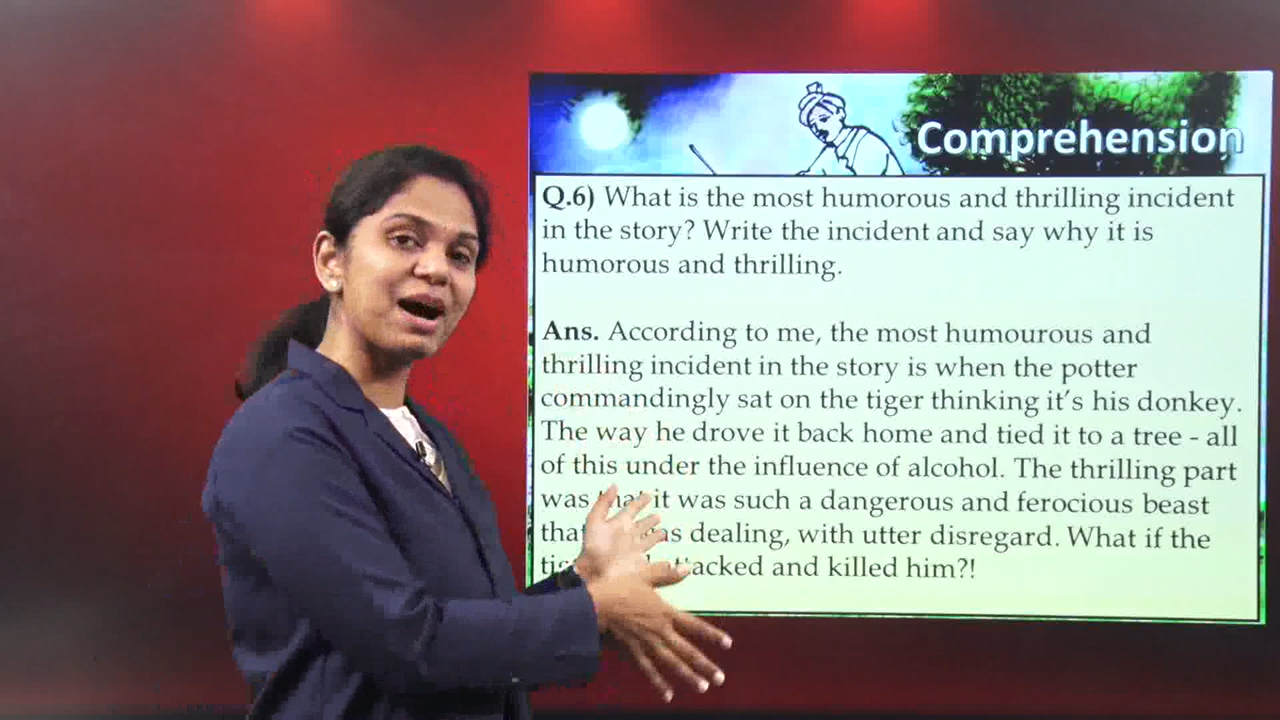 Comprehension
Q.6) What is the most humorous and thrilling incident
in the story? Write the incident and say why it is
humorous and thrilling.
Ans. According to me, the most humourous and
thrilling incident in the story is when the potter
commandingly sat on the tiger thinking it's his donkey.
The way he drove it back home and tied it to a tree - all
of this under the influence of alcohol. The thrilling part
was that it was such a dangerous and ferocious beast
that dealing, with utter disregard. What if the
attacked and killed him?!